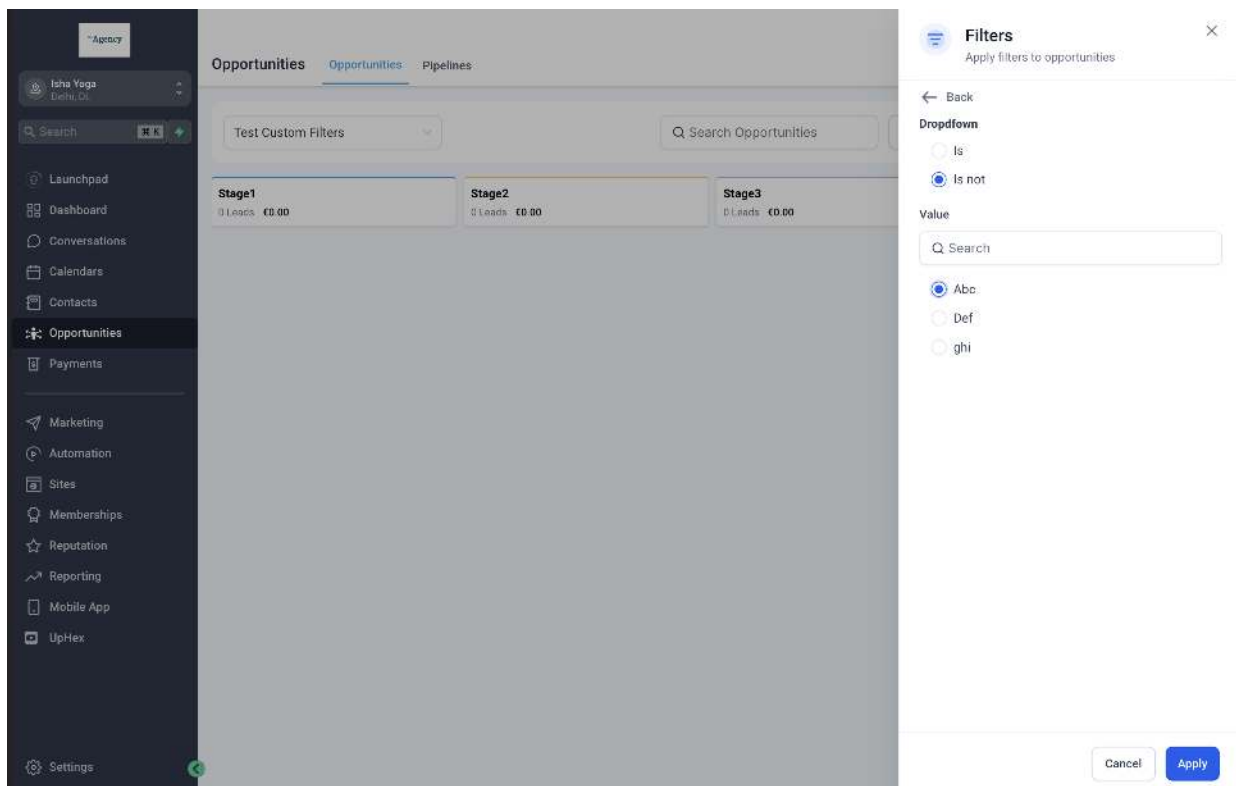 Agency
Isha Yoga
Delhi, DL
Search
⌘ K
Launchpad
Dashboard
Conversations
Calendars
Contacts
Opportunities
Payments
Marketing
Automation
Sites
Memberships
Reputation
Reporting
Mobile App
UpHex
Settings
Opportunities Opportunities Pipelines
Test Custom Filters
Search Opportunities
Stage1
0 Leads €0.00
Stage2
0 Leads €0.00
Stage3
0 Leads €0.00
Filters
Apply filters to opportunities
Back
Dropdfown
Is
Is not
Value
Search
Abc
Def
ghi
Cancel Apply